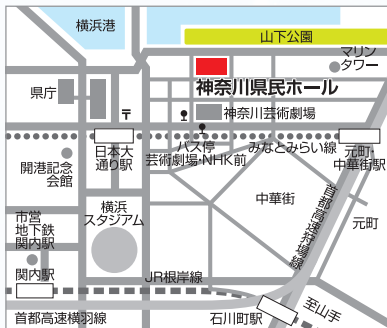 横浜港
山下公園
マリン
タワー
神奈川県民ホール
県庁
〒
神奈川芸術劇場
日本大
通り駅
バス停
芸術劇場・NHK前
みなとみらい線
元町・
中華街駅
開港記念
会館
首都高速狩場線
中華街
横浜
スタジアム
元町
市営
地下鉄
関内駅
関内駅
JR根岸線
首都高速横羽線
石川町駅
至山手